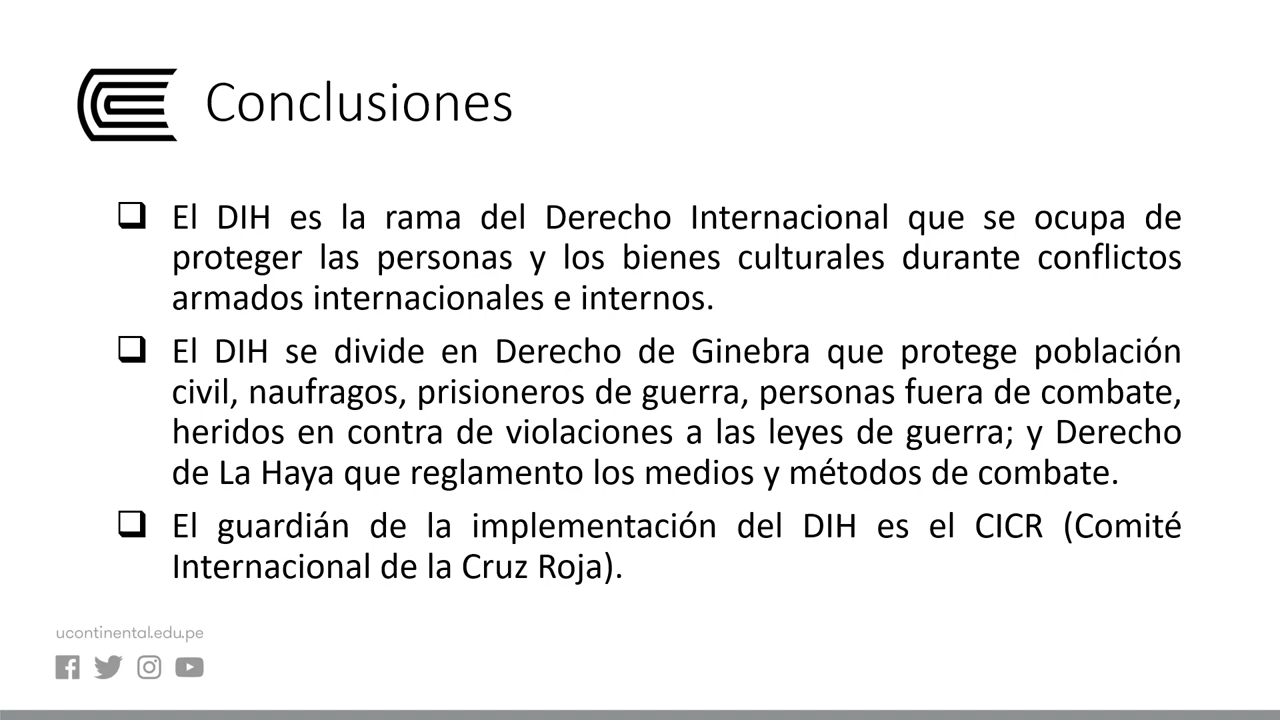 Conclusiones
El DIH es la rama del Derecho Internacional que se ocupa de
proteger las personas y los bienes culturales durante conflictos
armados internacionales e internos.
El DIH se divide en Derecho de Ginebra que protege población
civil, naufragos, prisioneros de guerra, personas fuera de combate,
heridos en contra de violaciones a las leyes de guerra; y Derecho
de La Haya que reglamento los medios y métodos de combate.
El guardián de la implementación del DIH es el CICR (Comité
Internacional de la Cruz Roja).
ucontinental.edu.pe